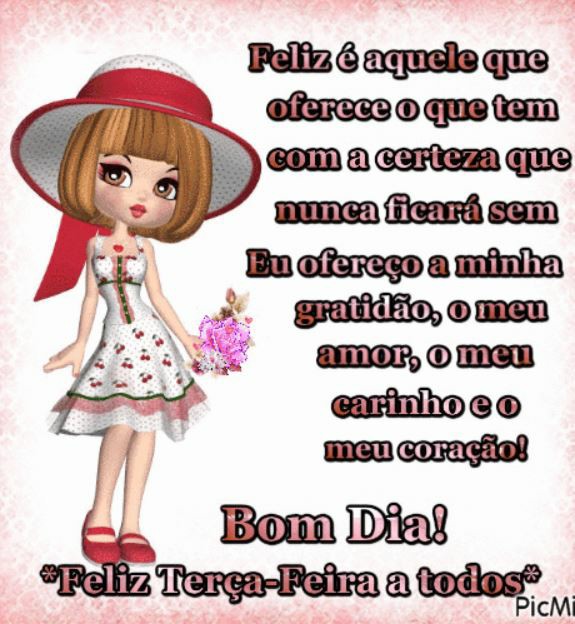 Feliz é aquele que
oferece o que tem
com a certeza que
nunca ficará sem
Eu ofereço a minha
gratidão, o meu
amor, o meu
carinho e o
meu coração!
Bom Dia!
*Feliz Terça-Feira a todos*
PicMi